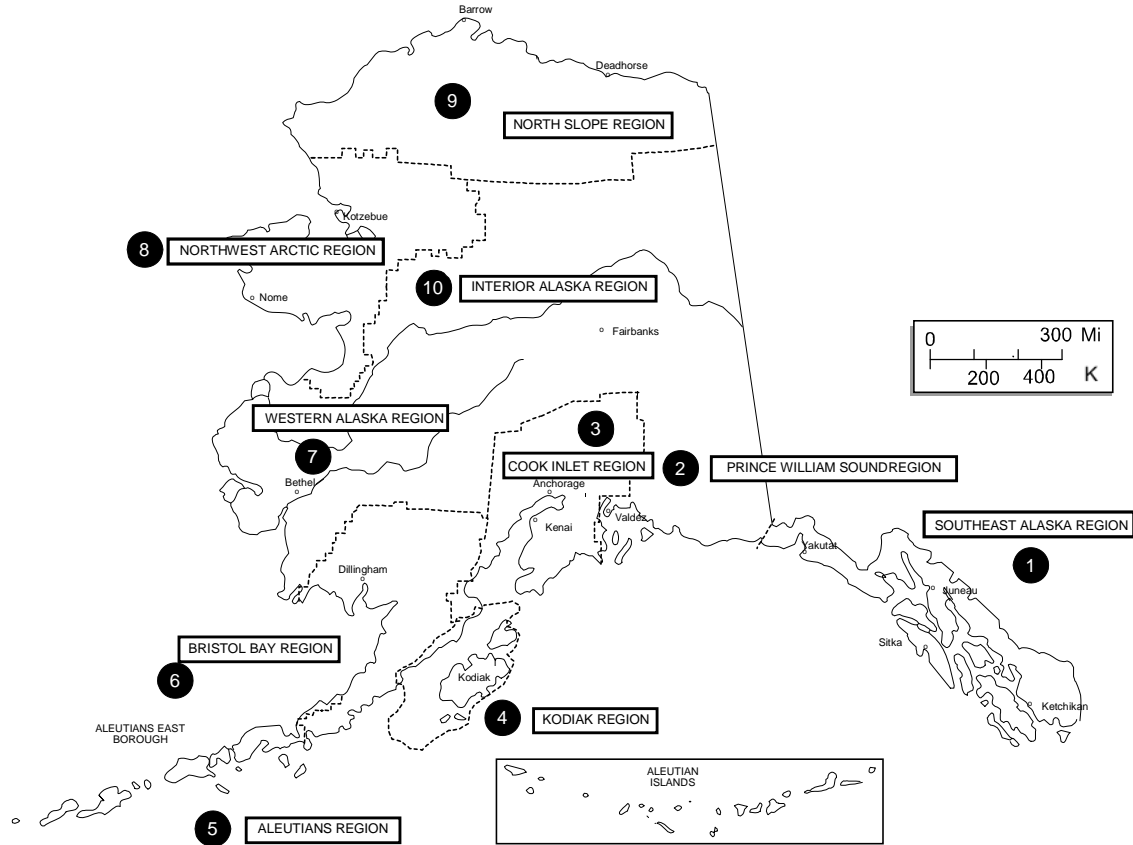 Barrow
Deadhorse
9
NORTH SLOPE REGION
Kotzebue
8
NORTHWEST ARCTIC REGION
10
INTERIOR ALASKA REGION
Nome
Fairbanks
0
300 Mi
200
400
K
WESTERN ALASKA REGION
7
Bethel
3
COOK INLET REGION
2
PRINCE WILLIAM SOUNDREGION
Anchorage
Valdez
Kenai
SOUTHEAST ALASKA REGION
1
Yakutat
Dillingham
Juneau
Sitka
BRISTOL BAY REGION
6
Kodiak
4
KODIAK REGION
Ketchikan
ALEUTIANS EAST
BOROUGH
ALEUTIAN
ISLANDS
5
ALEUTIANS REGION